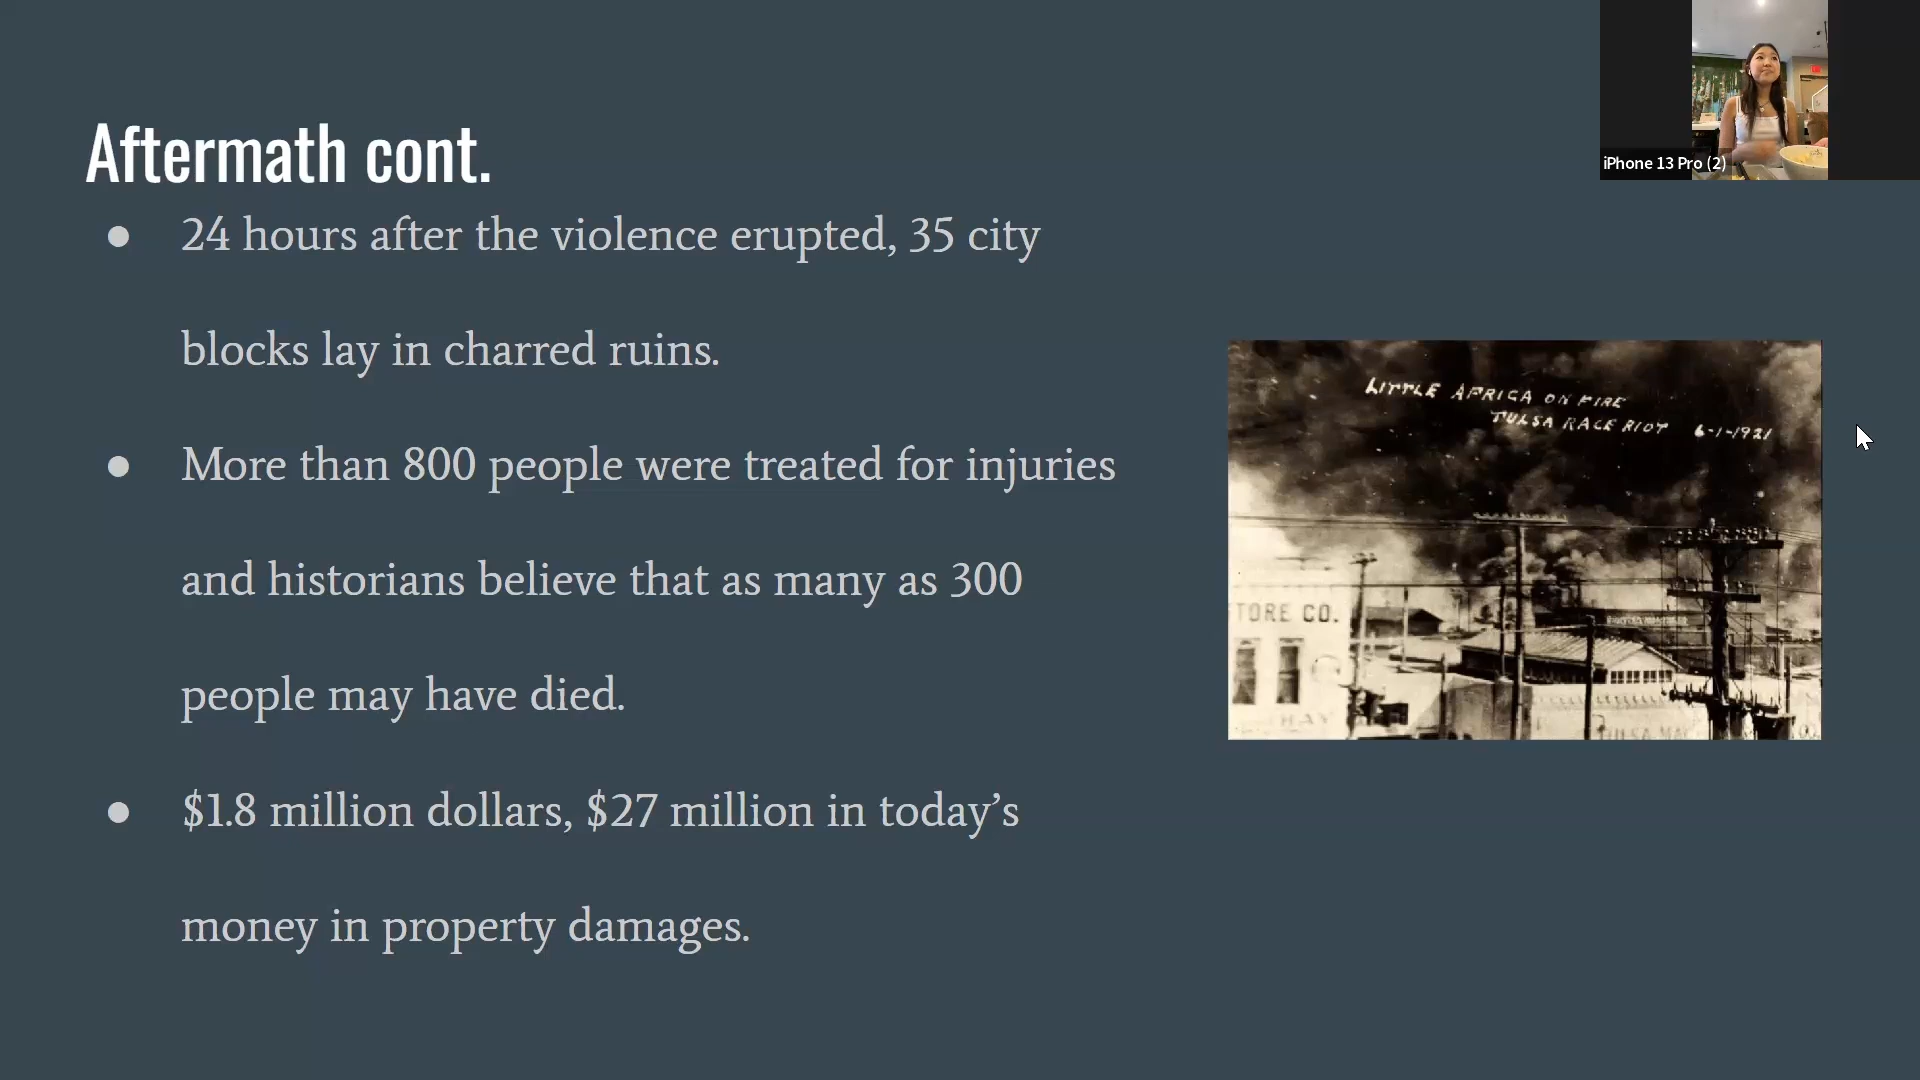 iPhone 13 Pro (2)
Aftermath cont.
● 24 hours after the violence erupted, 35 city
blocks lay in charred ruins.
● More than 800 people were treated for injuries
and historians believe that as many as 300
people may have died.
● $1.8 million dollars, $27 million in today’s
money in property damages.
LITTLE AFRICA ON FIRE
TULSA RACE RIOT 6-1-1921
TORE CO.
HAY